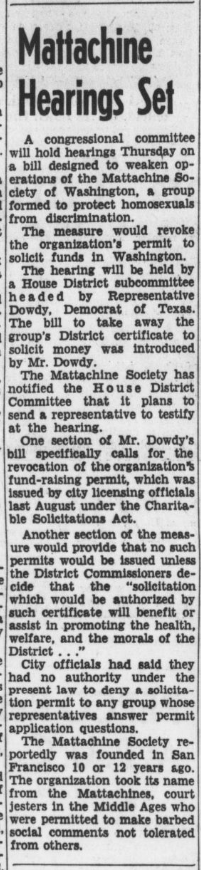 Mattachine
Hearings Set
A congressional committee
will hold hearings Thursday on
a bill designed to weaken op-
erations of the Mattachine So-
ciety of Washington, a group
formed to protect homosexuals
from discrimination.
The measure would revoke
the organization's permit to
solicit funds in Washington.
The hearing will be held by
a House District subcommittee
headed by Representative
Dowdy, Democrat of Texas.
The bill to take away the
group's District certificate to
solicit money was introduced
by Mr. Dowdy.
The Mattachine Society has
notified the House District
Committee that it plans to
send a representative to testify
at the hearing.
One section of Mr. Dowdy's
bill specifically calls for the
revocation of the organization's
fund-raising permit, which was
issued by city licensing officials
last August under the Charita-
ble Solicitations Act.
Another section of the meas-
ure would provide that no such
permits would be issued unless
the District Commissioners de-
cide that the "solicitation
which would be authorized by
such certificate will benefit or
assist in promoting the health,
welfare, and the morals of the
District . . ."
City officials had said they
had no authority under the
present law to deny a solicita-
tion permit to any group whose
representatives answer permit
application questions.
The Mattachine Society re-
portedly was founded in San
Francisco 10 or 12 years ago.
The organization took its name
from the Mattachines, court
jesters in the Middle Ages who
were permitted to make barbed
social comments not tolerated
from others.